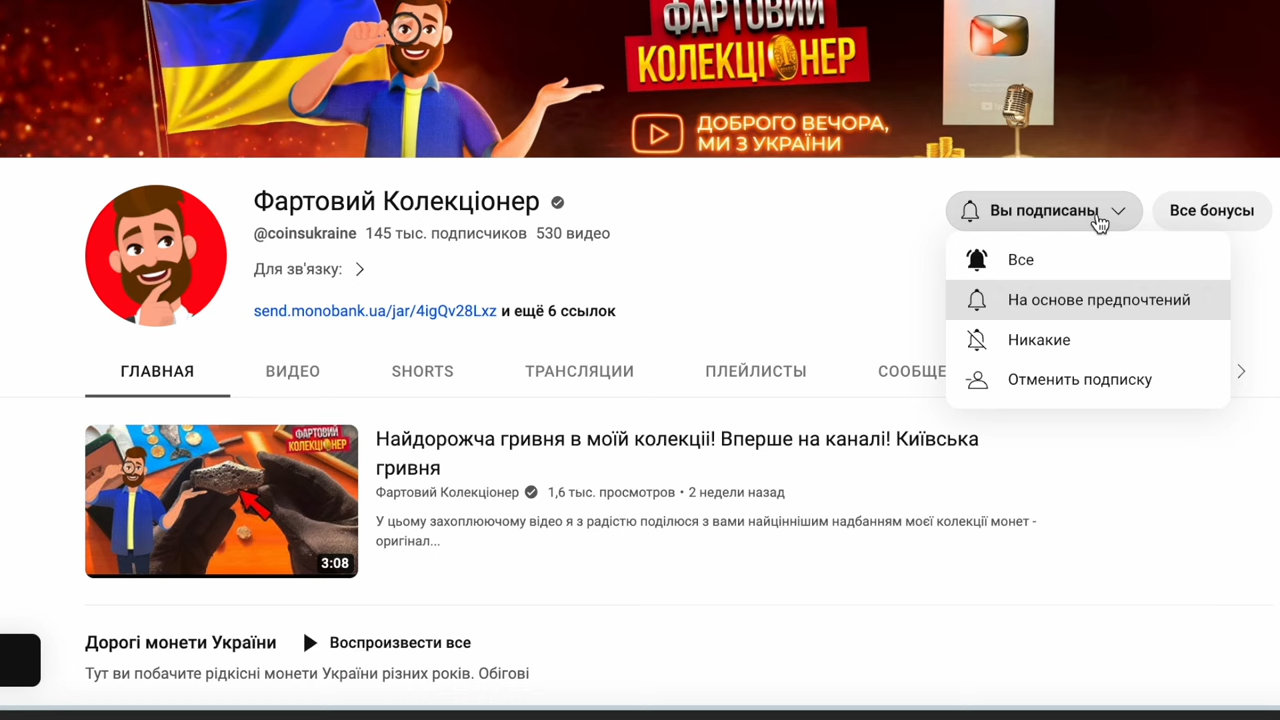 ФАРТОВИЙ
КОЛЕКЦІОНЕР
ДОБРОГО ВЕЧОРА,
МИ З УКРАЇНИ
Фартовий Колекціонер
@coinsukraine 145 тыс. подписчиков 530 видео
Для зв'язку:
send.monobank.ua/jar/4igQv28Lxz и ещё 6 ссылок
Вы подписаны
Все бонусы
Все
На основе предпочтений
Никакие
Отменить подписку
ГЛАВНАЯ ВИДЕО SHORTS ТРАНСЛЯЦИИ ПЛЕЙЛИСТЫ СООБЩЕ
ФАРТОВИЙ
КОЛЕКЦІОНЕР
3:08
Найдорожча гривня в моїй колекції! Вперше на каналі! Київська
гривня
Фартовий Колекціонер 1,6 тыс. просмотров • 2 недели назад
У цьому захоплюючому відео я з радістю поділюся з вами найціннішим надбанням моєї колекції монет -
оригінал...
Дорогі монети України Воспроизвести все
Тут ви побачите рідкісні монети України різних років. Обігові